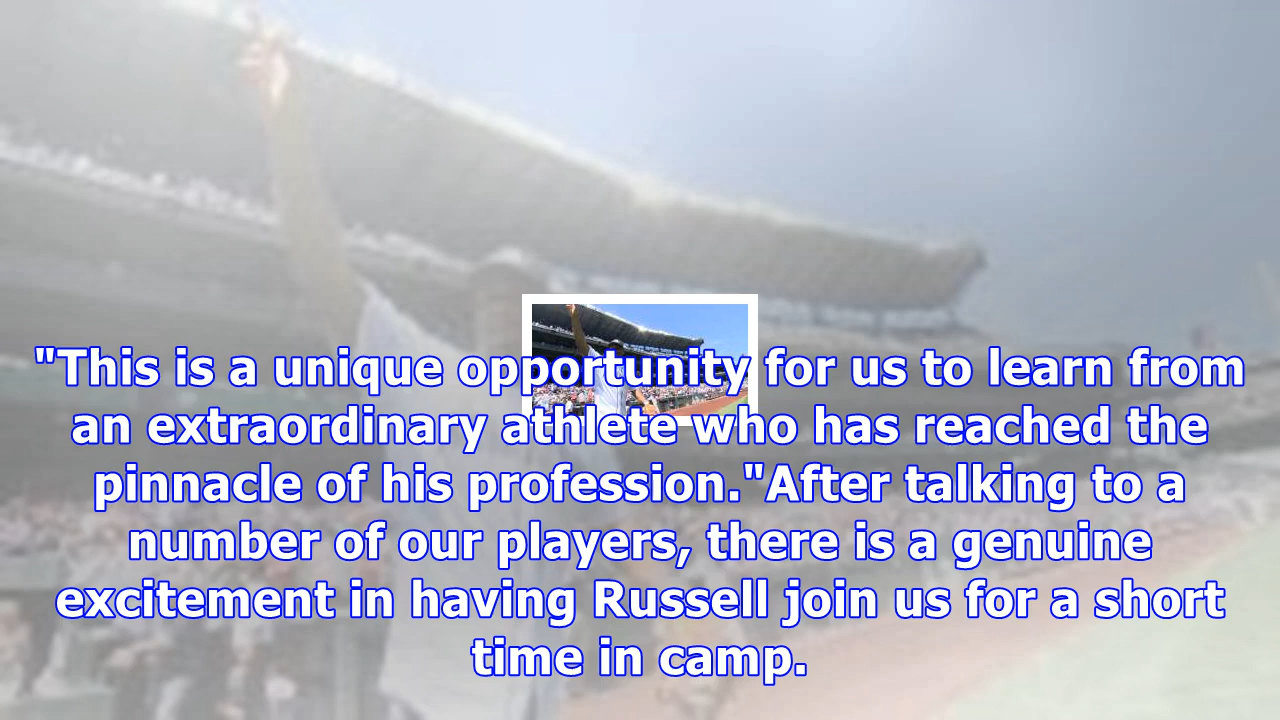 "This is a unique opportunity for us to learn from
an extraordinary athlete who has reached the
pinnacle of his profession."After talking to a
number of our players, there is a genuine
excitement in having Russell join us for a short
time in camp.